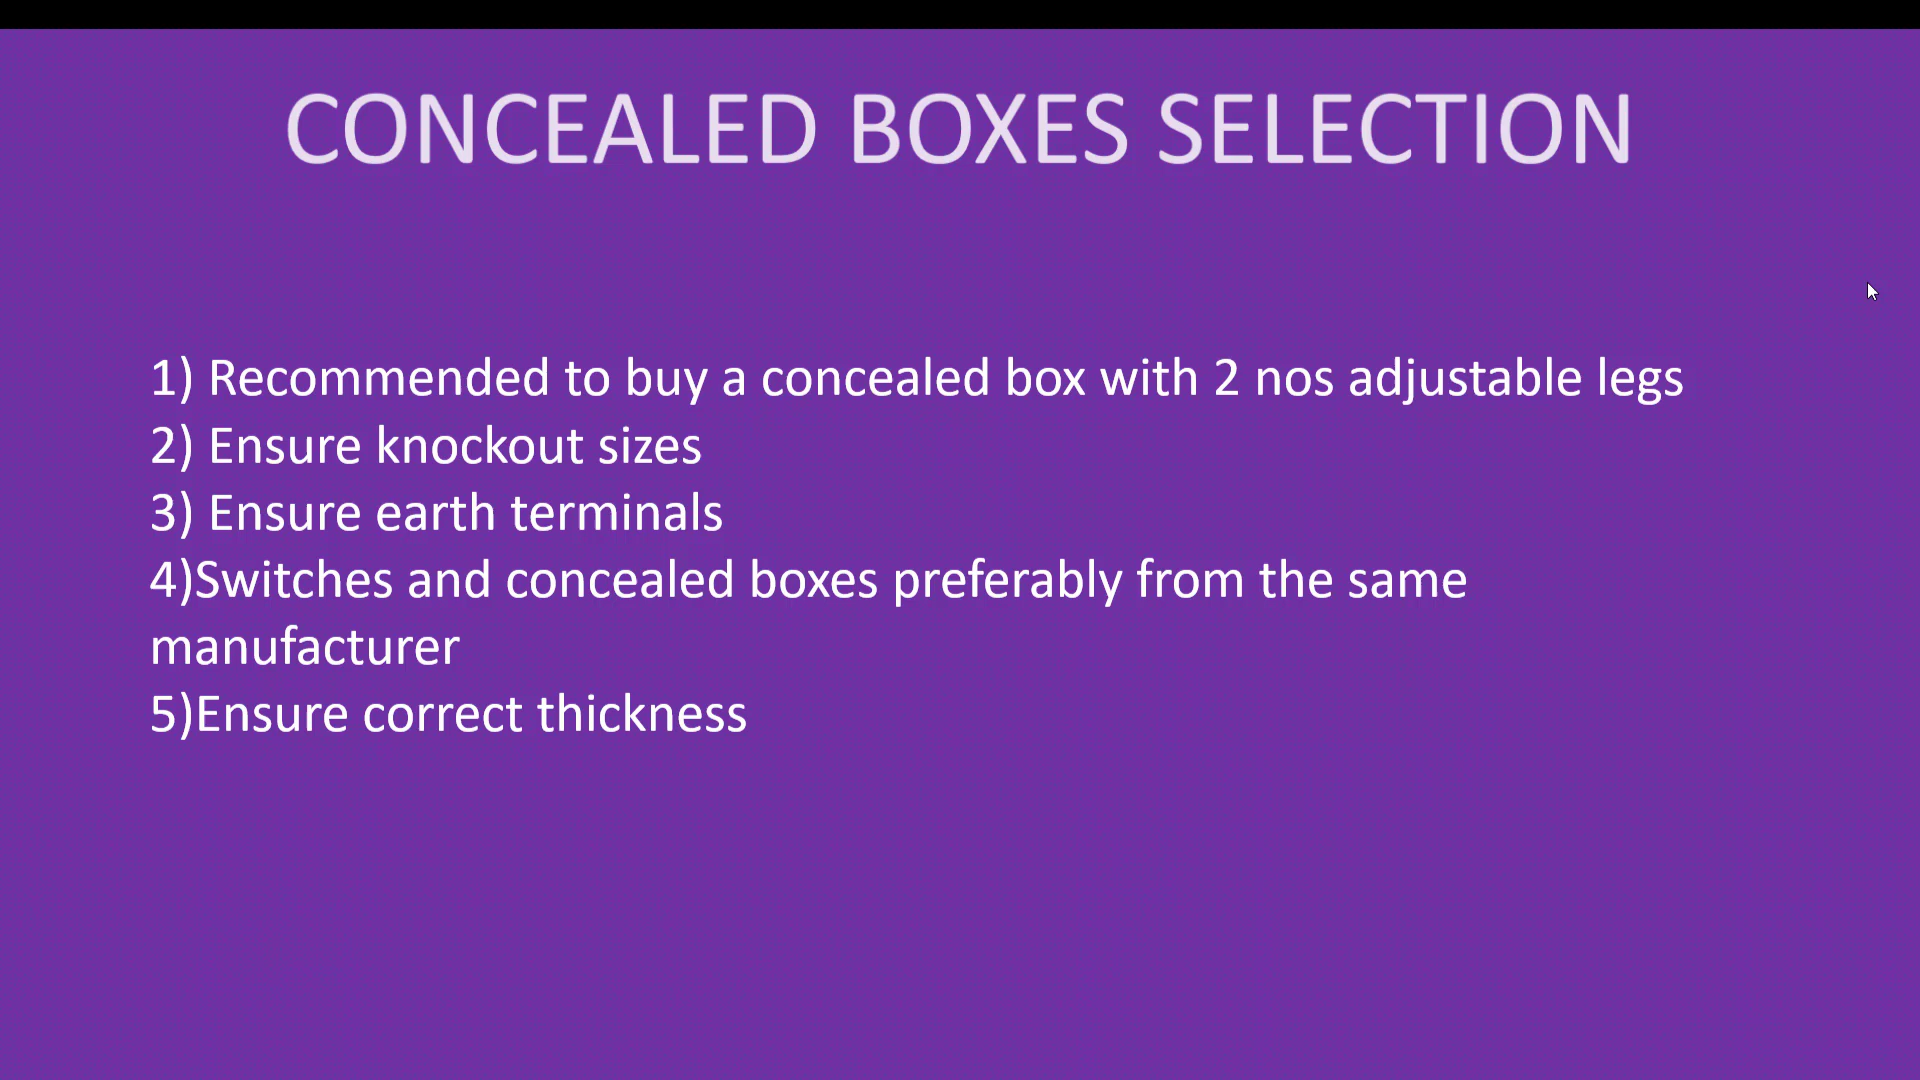 CONCEALED BOXES SELECTION
1) Recommended to buy a concealed box with 2 nos adjustable legs
2) Ensure knockout sizes
3) Ensure earth terminals
4)Switches and concealed boxes preferably from the same
manufacturer
5)Ensure correct thickness